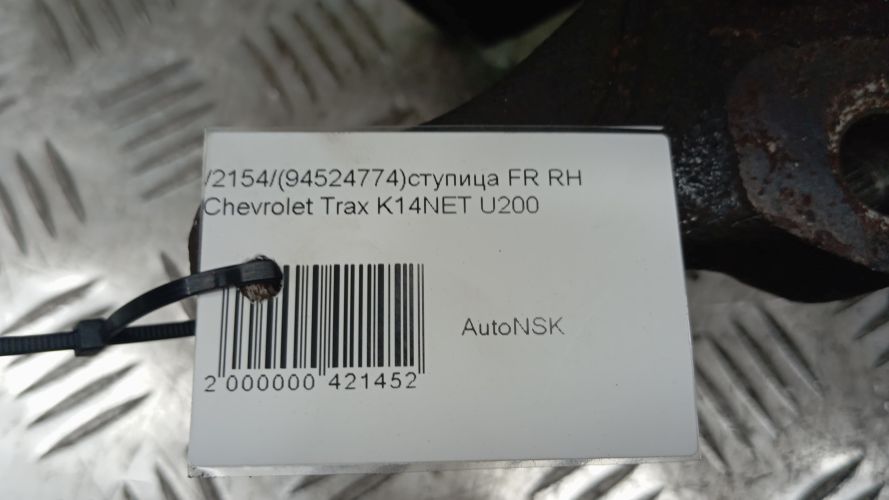 /2154/(94524774)ступица FR RH
Chevrolet Trax K14NET U200
AutoNSK
2 000000 421452